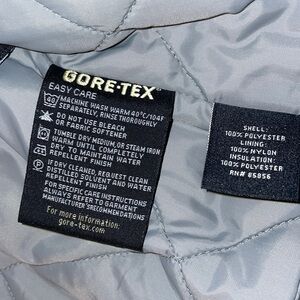 GORE-TEX
EASY CARE
40 MACHINE WASH WARM 40°C/104F
SEPARATELY, RINSE THOROUGHLY
DO NOT USE BLEACH
OR FABRIC SOFTENER
TUMBLE DRY, MEDIUM, OR STEAM IRON
WARM UNTIL COMPLETELY
DRY TO MAINTAIN WATER
REPELLENT FINISH
IF DRY CLEANED, REQUEST CLEAN
DISTILLED SOLVENT AND SPRAY
REPELLENT
FOR SPECIFIC CARE INSTRUCTIONS
ALWAYS REFER TO GARMENT
MANUFACTURER'S RECOMMENDATIONS
For more information:
gore-tex.com
SHELL:
100% POLYESTER
LINING:
100% NYLON
INSULATION:
100% POLYESTER
RN# 85856